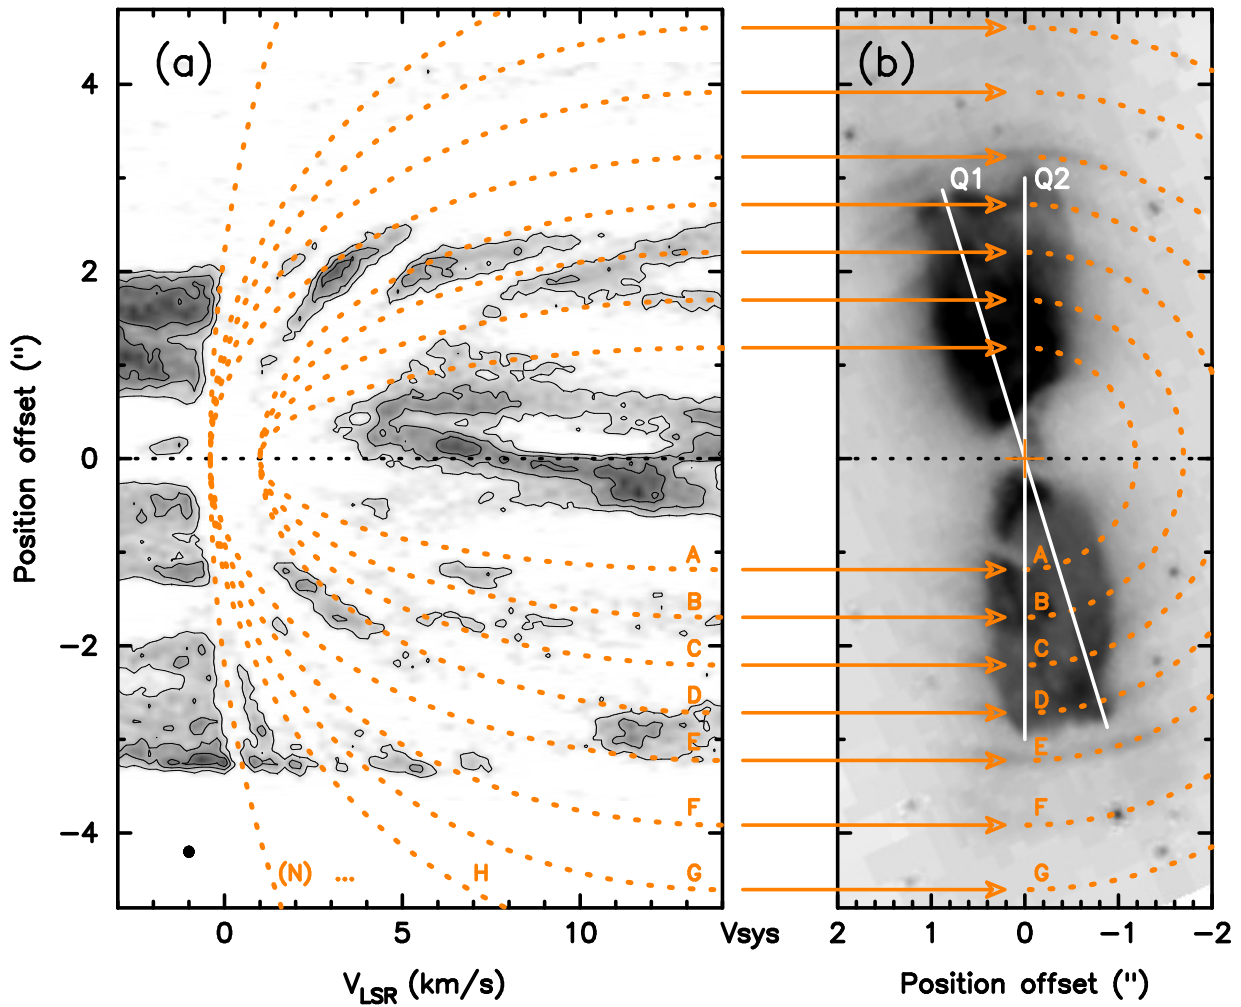 (a)
(b)
4
2
0
−2
−4
Position offset (")
Q1
Q2
A
B
C
D
E
F
G
H
...
(N)
A
B
C
D
E
F
G
0
5
10
Vsys
2
1
0
−1
−2
V_LSR (km/s)
Position offset (")